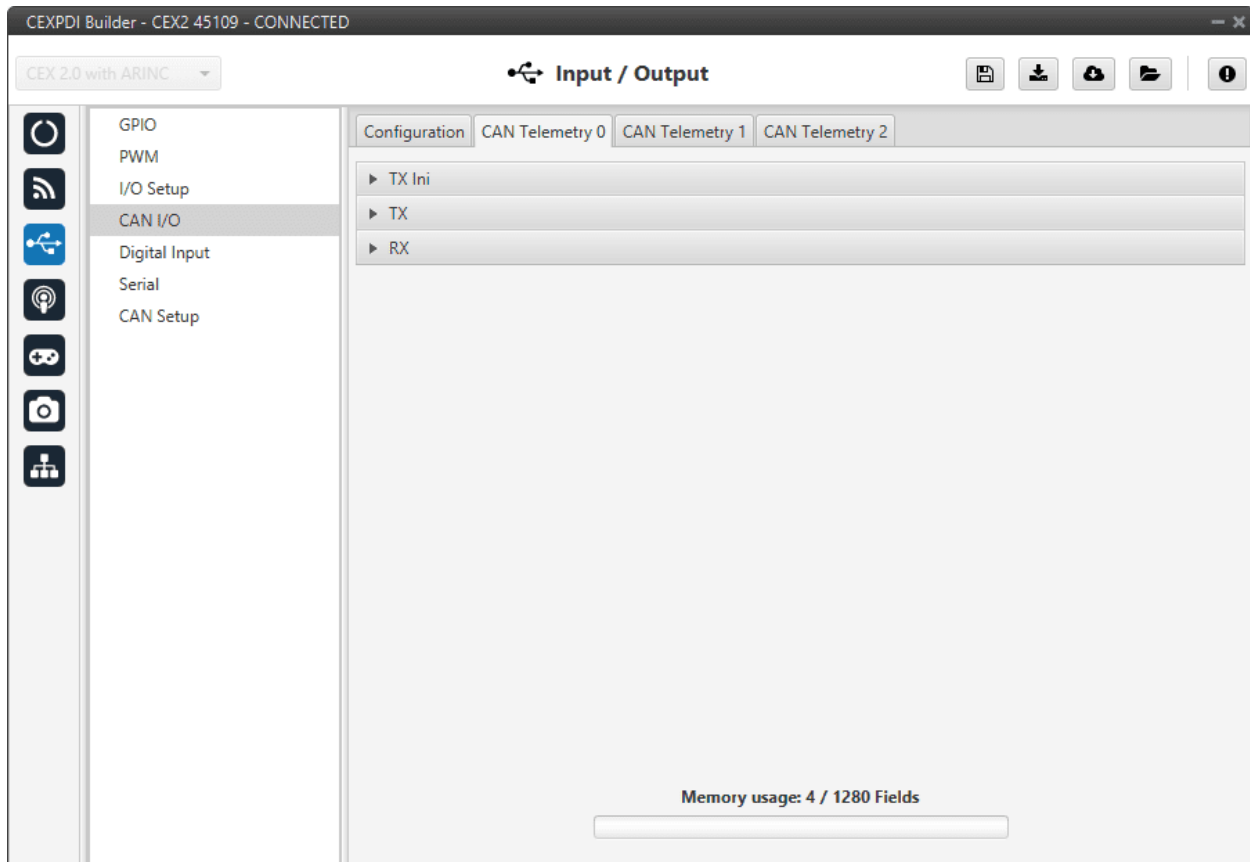 CEXPDI Builder - CEX2 45109 - CONNECTED
CEX 2.0 with ARINC
Input / Output
GPIO
PWM
I/O Setup
CAN I/O
Digital Input
Serial
CAN Setup
Configuration CAN Telemetry 0 CAN Telemetry 1 CAN Telemetry 2
TX Ini
TX
RX
Memory usage: 4 / 1280 Fields